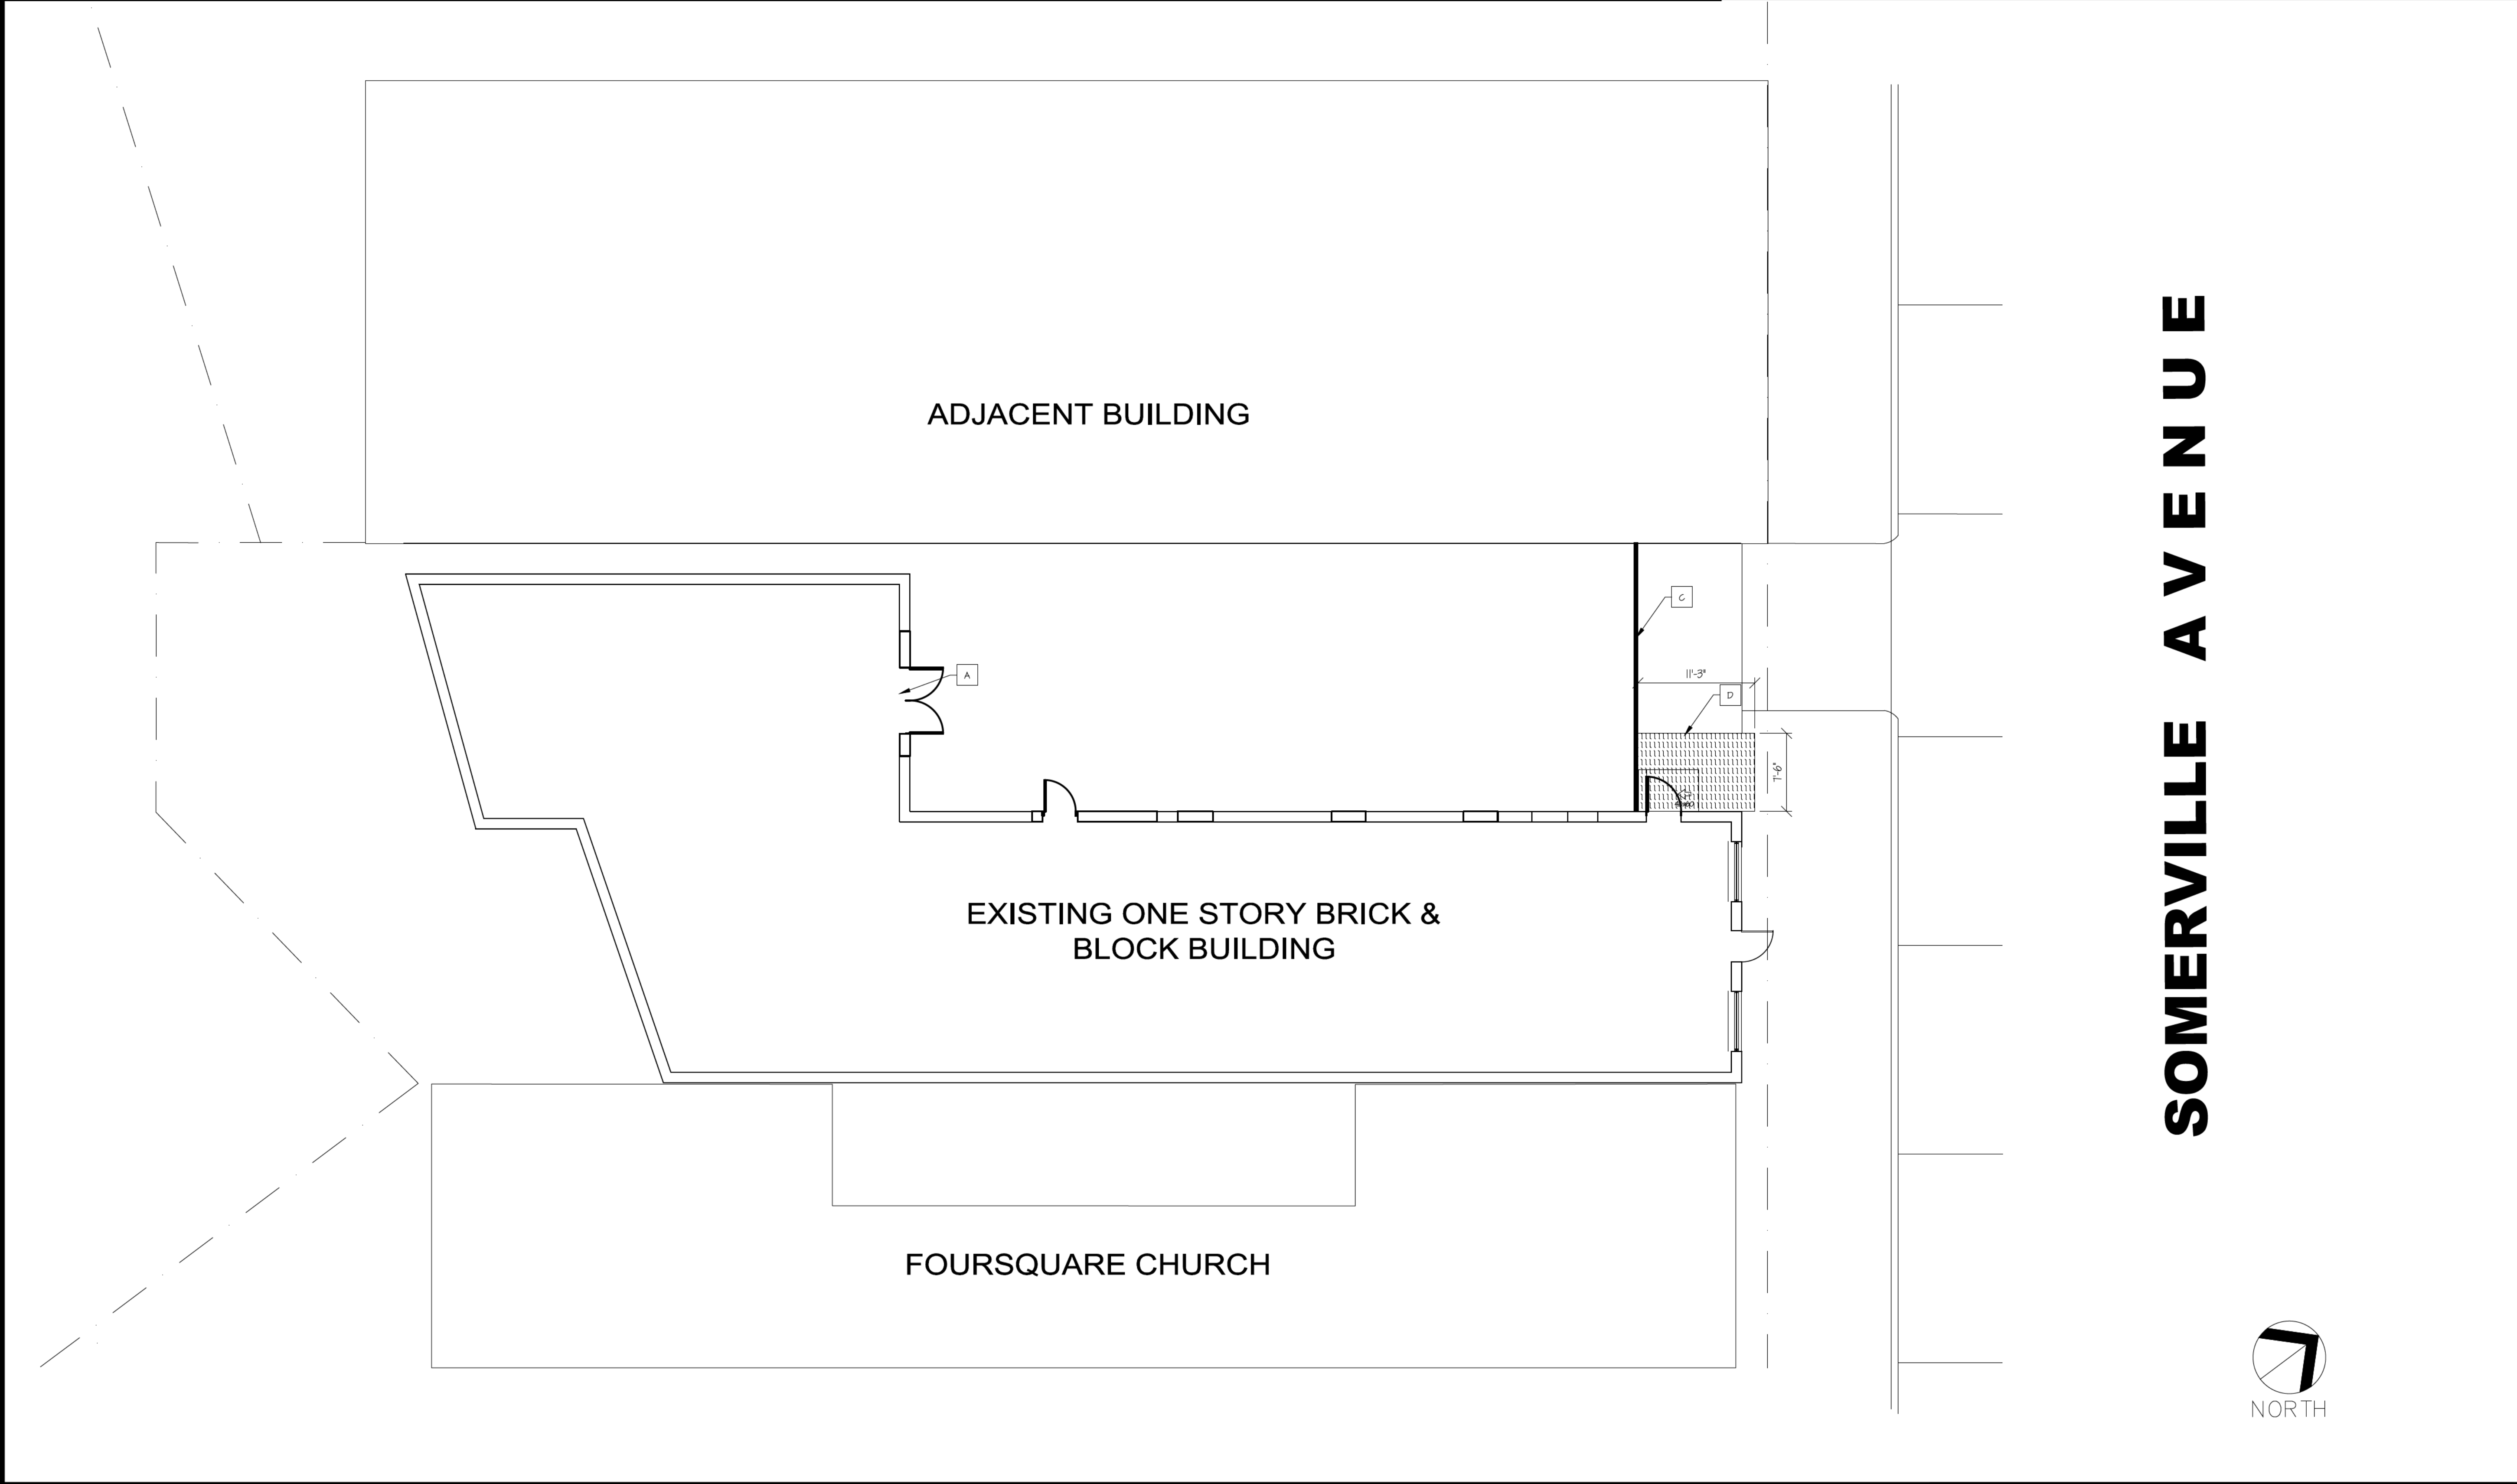 ADJACENT BUILDING
C
A
11'-3"
D
7'-6"
EXISTING ONE STORY BRICK &
BLOCK BUILDING
FOURSQUARE CHURCH
SOMERVILLE AVENUE
NORTH